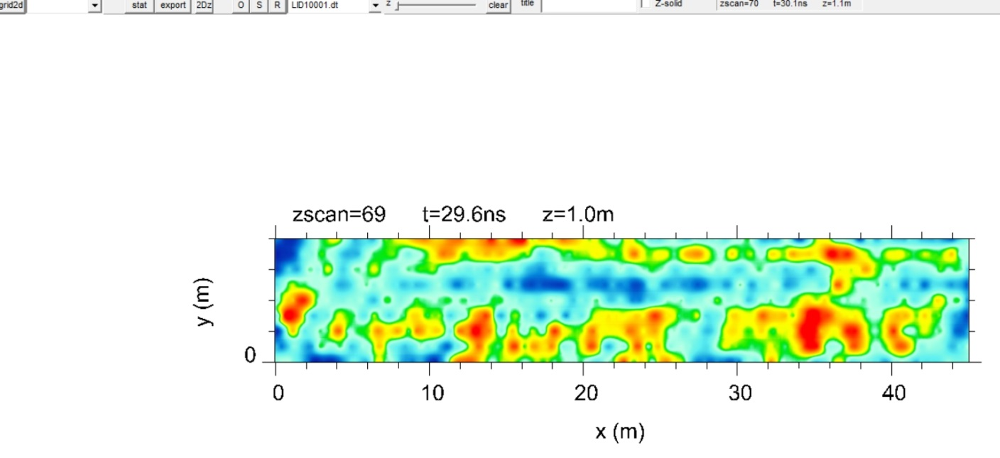 grid2d stat export 2Dz O S R LID10001.dt z clear title Z-solid zscan=70 t=30.1ns z=1.1m
zscan=69 t=29.6ns z=1.0m
y (m)
0
0 10 20 30 40
x (m)